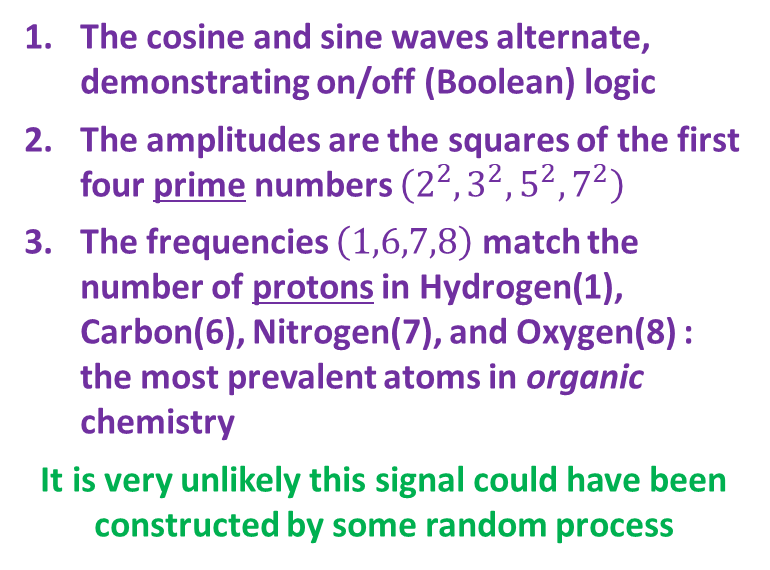 1. The cosine and sine waves alternate,
demonstrating on/off (Boolean) logic
2. The amplitudes are the squares of the first
four prime numbers (2², 3², 5², 7²)
3. The frequencies (1,6,7,8) match the
number of protons in Hydrogen(1),
Carbon(6), Nitrogen(7), and Oxygen(8) :
the most prevalent atoms in organic
chemistry
It is very unlikely this signal could have been
constructed by some random process